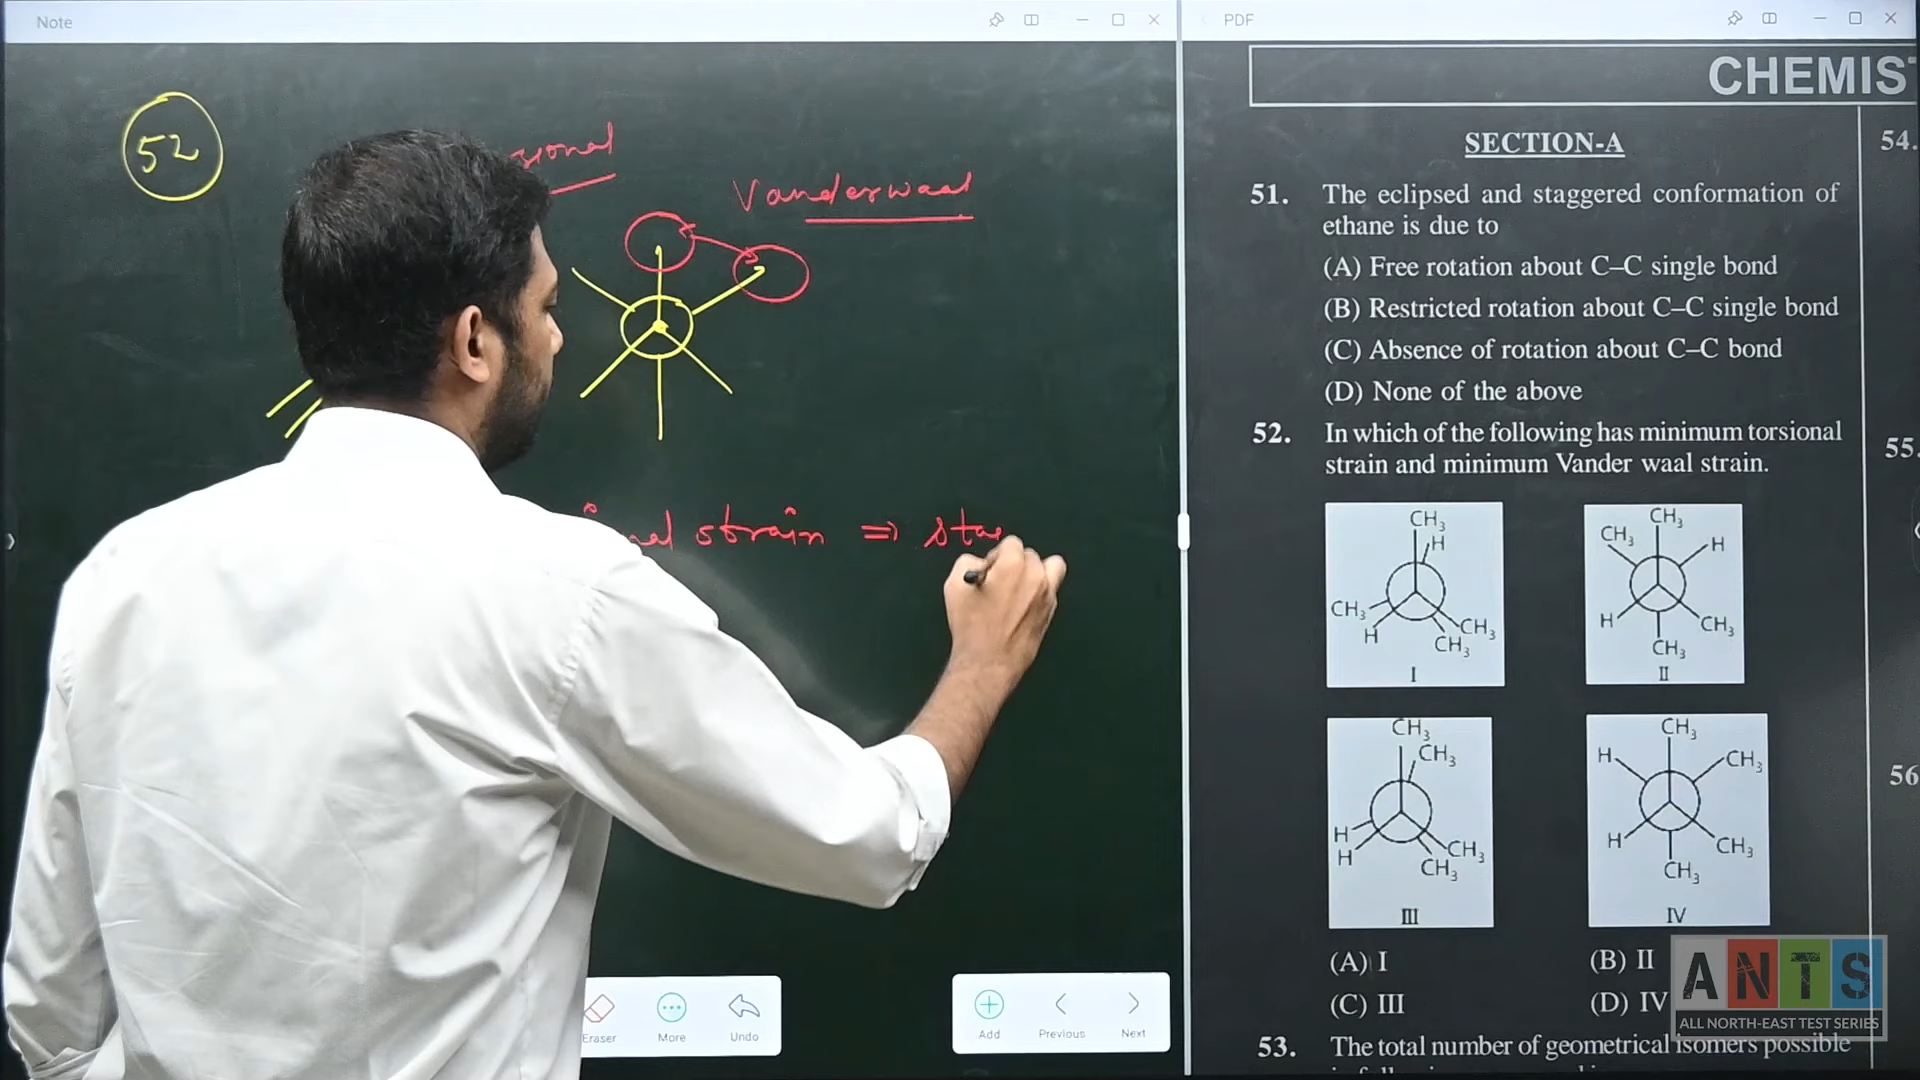 Note
PDF
52
Vanderwaal
strain ⇒ sta
CHEMIS
SECTION-A
51. The eclipsed and staggered conformation of
ethane is due to
(A) Free rotation about C–C single bond
(B) Restricted rotation about C–C single bond
(C) Absence of rotation about C–C bond
(D) None of the above
52. In which of the following has minimum torsional
strain and minimum Vander waal strain.
CH₃
H
CH₃
H
CH₃
CH₃
I
CH₃
CH₃
H
H
CH₃
CH₃
II
CH₃
CH₃
H
H
CH₃
CH₃
III
CH₃
H
CH₃
H
CH₃
CH₃
IV
(A) I
(B) II
(C) III
(D) IV
53. The total number of geometrical isomers possible
54.
55.
56
Eraser
More
Undo
Add
Previous
Next
ANTS
ALL NORTH-EAST TEST SERIES